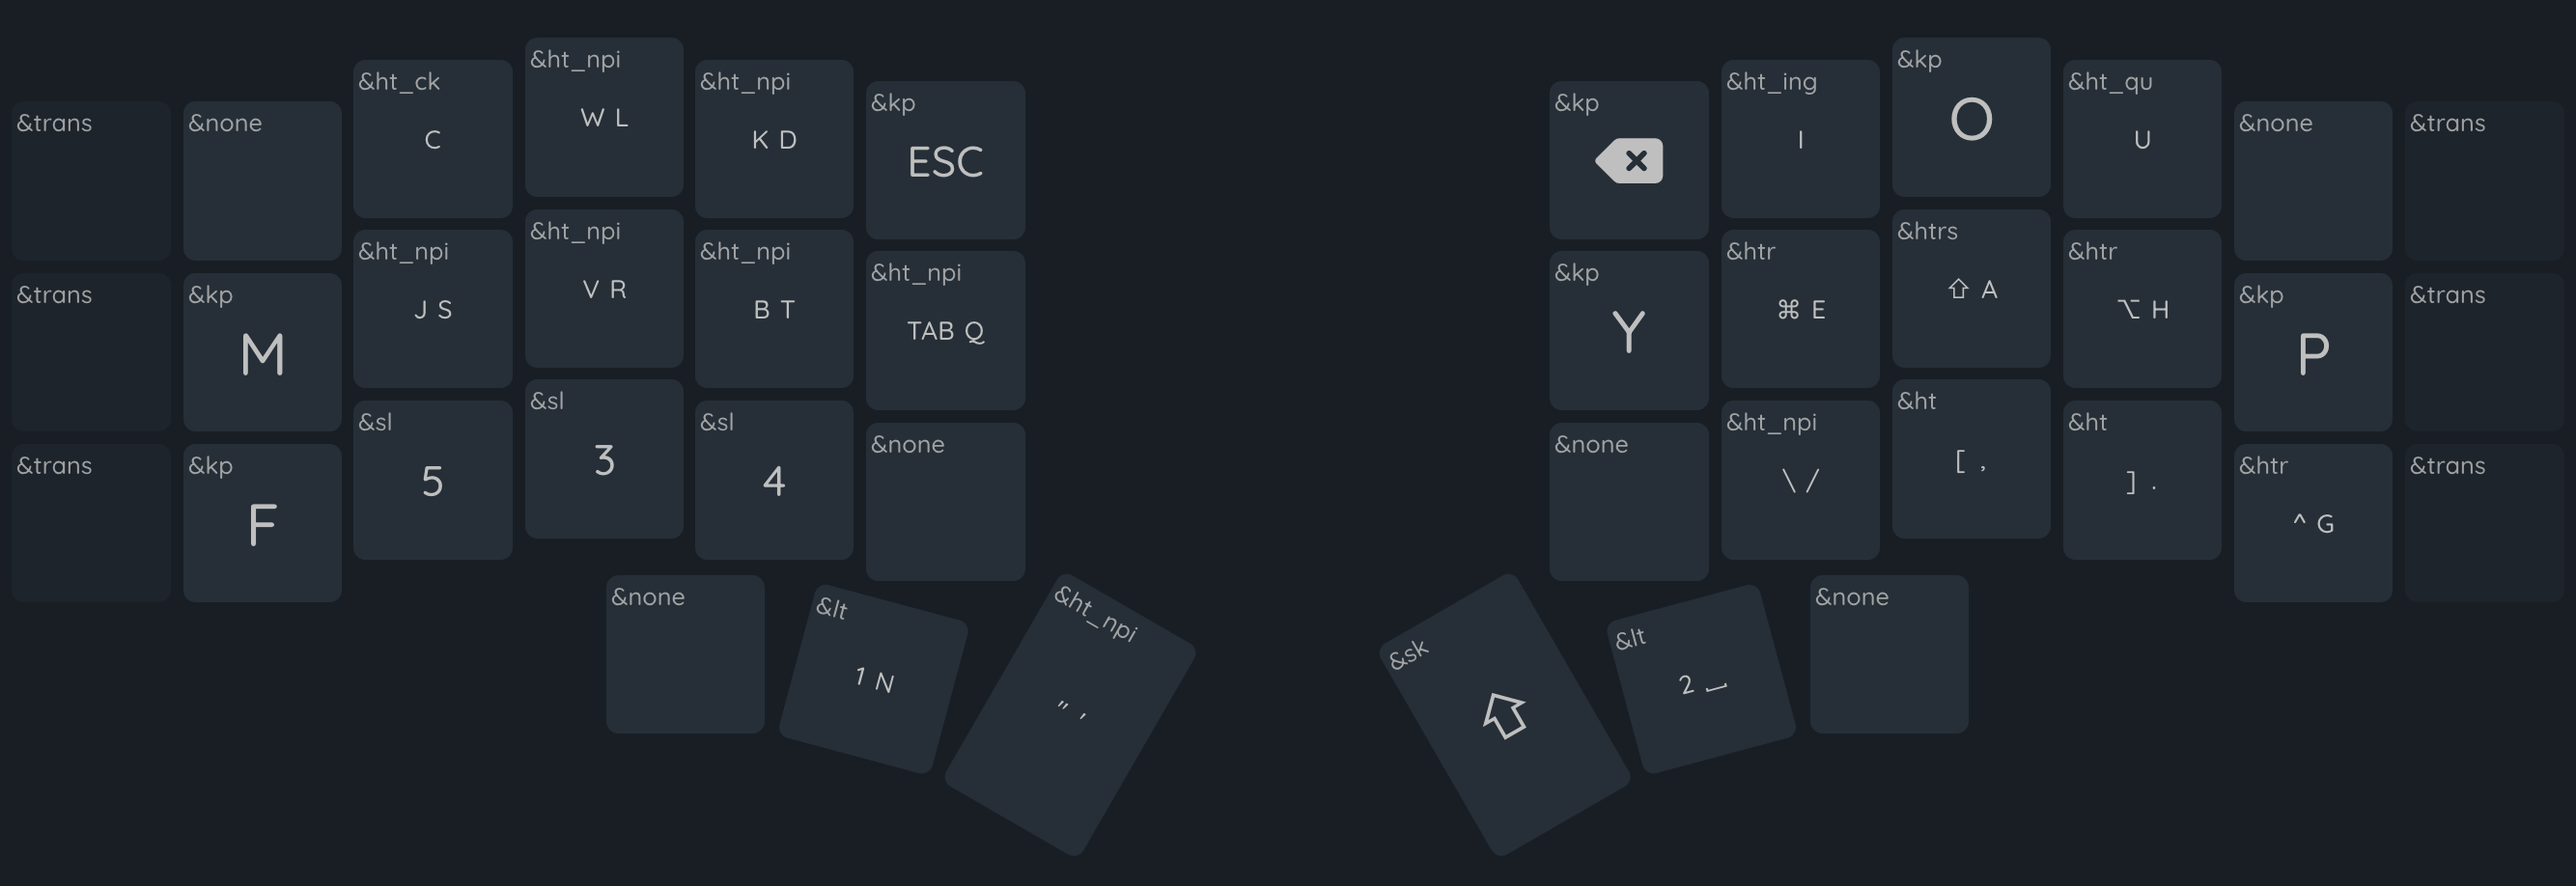 &trans &none &ht_ck &ht_npi &ht_npi &kp &kp &ht_ing &kp &ht_qu &none &trans
C W L K D ESC I O U
&trans &kp &ht_npi &ht_npi &ht_npi &ht_npi &kp &htr &htrs &htr &kp &trans
M J S V R B T TAB Q Y ⌘ E ⇧ A ⌥ H P
&trans &kp &sl &sl &sl &none &none &ht_npi &ht &ht &htr &trans
F 5 3 4 \ / [ , ] . ^ G
&none &lt &ht_npi &sk &lt &none
1 N " ' ⇧ 2 ⎵